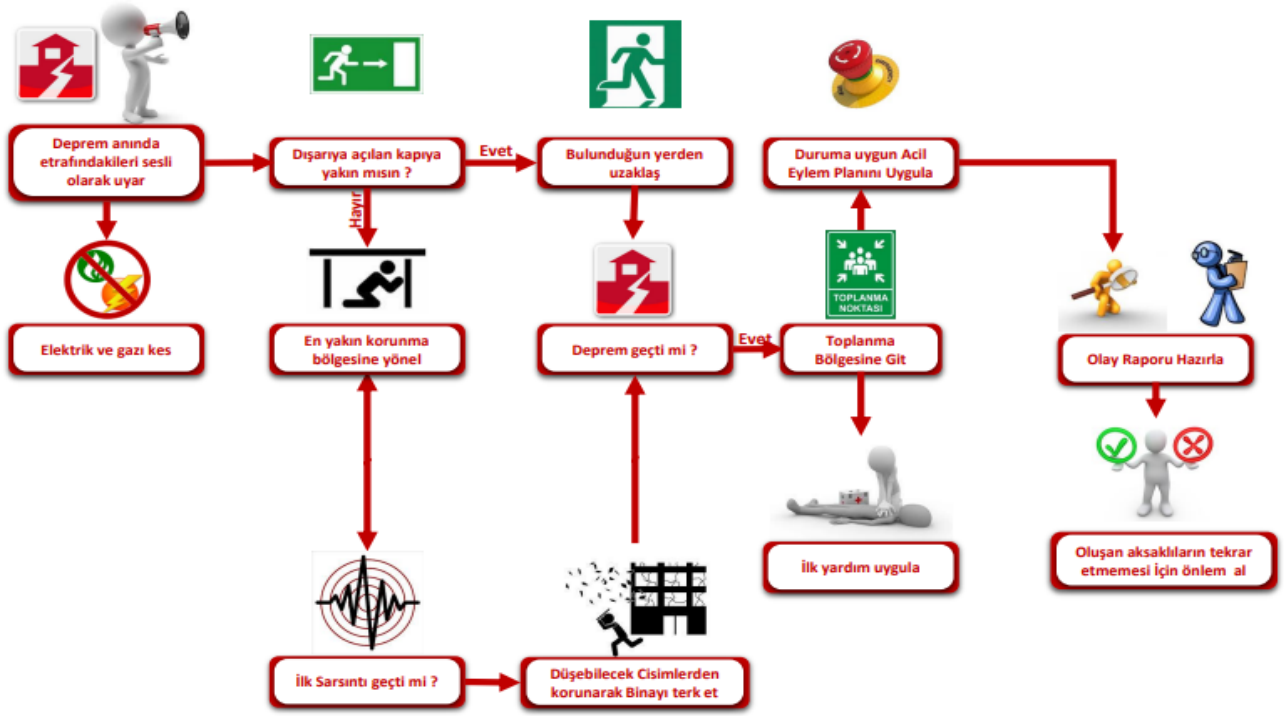 Deprem anında
etrafındakileri sesli
olarak uyar
Dışarıya açılan kapıya
yakın mısın ?
Evet
Bulunduğun yerden
uzaklaş
Duruma uygun Acil
Eylem Planını Uygula
Hayır
TOPLANMA
NOKTASI
Elektrik ve gazı kes
En yakın korunma
bölgesine yönel
Deprem geçti mi ?
Evet
Toplanma
Bölgesine Git
Olay Raporu Hazırla
İlk yardım uygula
Oluşan aksaklıların tekrar
etmemesi İçin önlem al
İlk Sarsıntı geçti mi ?
Düşebilecek Cisimlerden
korunarak Binayı terk et